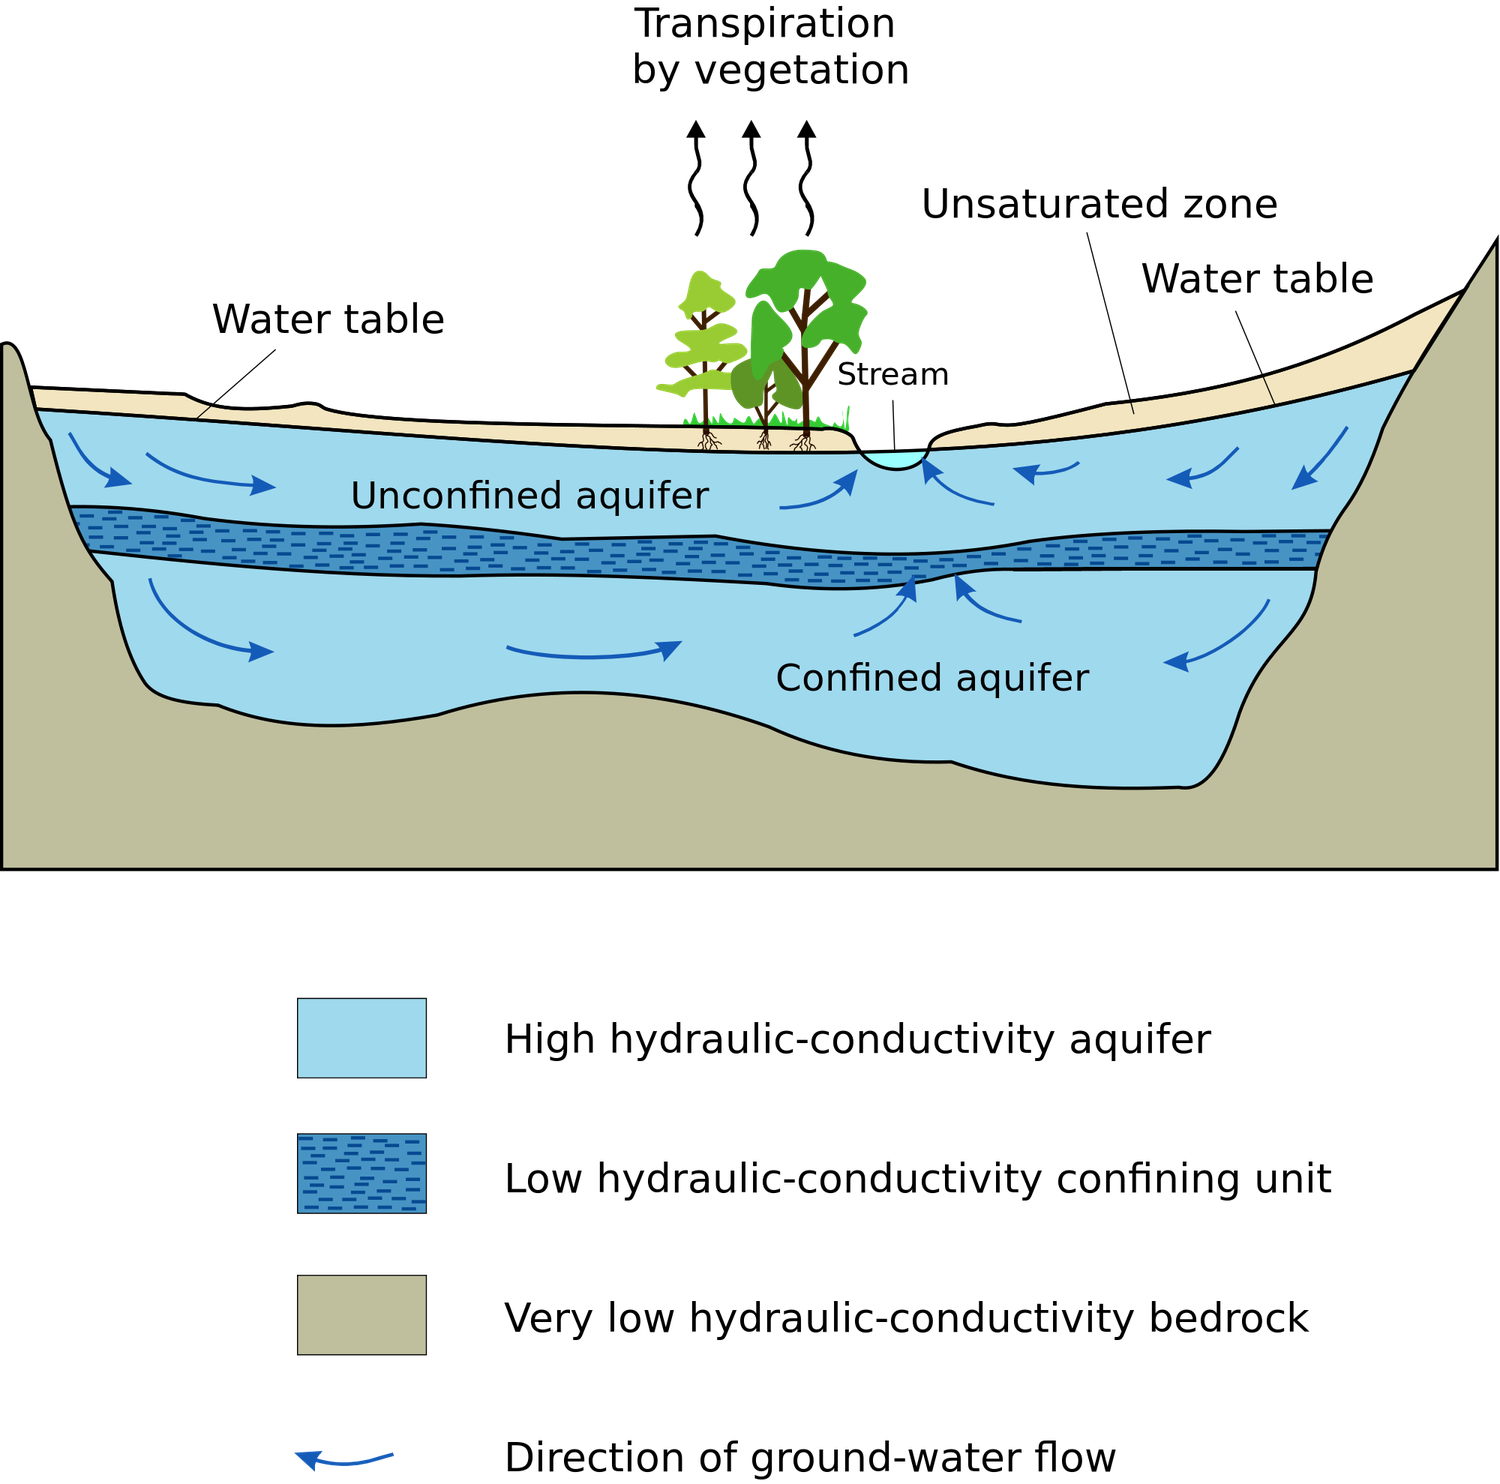 Transpiration
by vegetation
Unsaturated zone
Water table
Water table
Stream
Unconfined aquifer
Confined aquifer
High hydraulic-conductivity aquifer
Low hydraulic-conductivity confining unit
Very low hydraulic-conductivity bedrock
Direction of ground-water flow